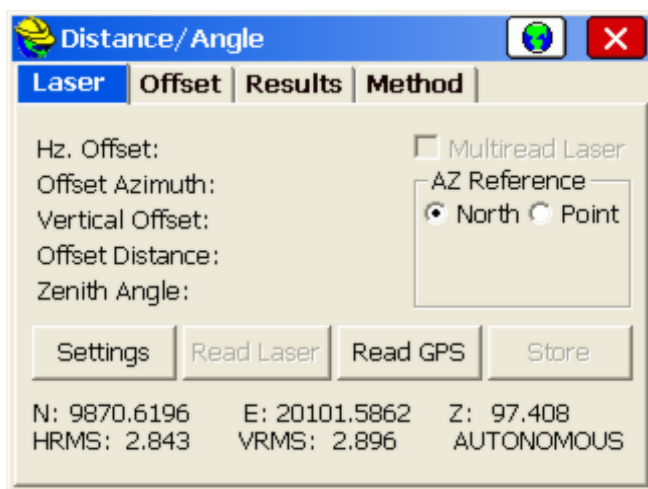 Distance/Angle
Laser Offset Results Method
Hz. Offset:
Multiread Laser
Offset Azimuth:
AZ Reference
Vertical Offset:
North Point
Offset Distance:
Zenith Angle:
Settings Read Laser Read GPS Store
N: 9870.6196 E: 20101.5862 Z: 97.408
HRMS: 2.843 VRMS: 2.896 AUTONOMOUS